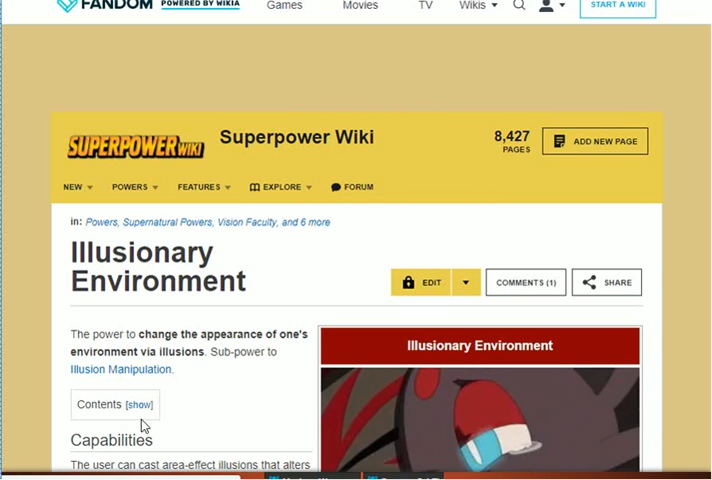 FANDOM POWERED BY WIKIA Games Movies TV Wikis START A WIKI
SUPERPOWER WIKI Superpower Wiki 8,427 PAGES ADD NEW PAGE
NEW POWERS FEATURES EXPLORE FORUM
in: Powers, Supernatural Powers, Vision Faculty, and 6 more
Illusionary
Environment
EDIT COMMENTS (1) SHARE
The power to change the appearance of one's
environment via illusions. Sub-power to
Illusion Manipulation.
Illusionary Environment
Contents [show]
Capabilities
The user can cast area-effect illusions that alters